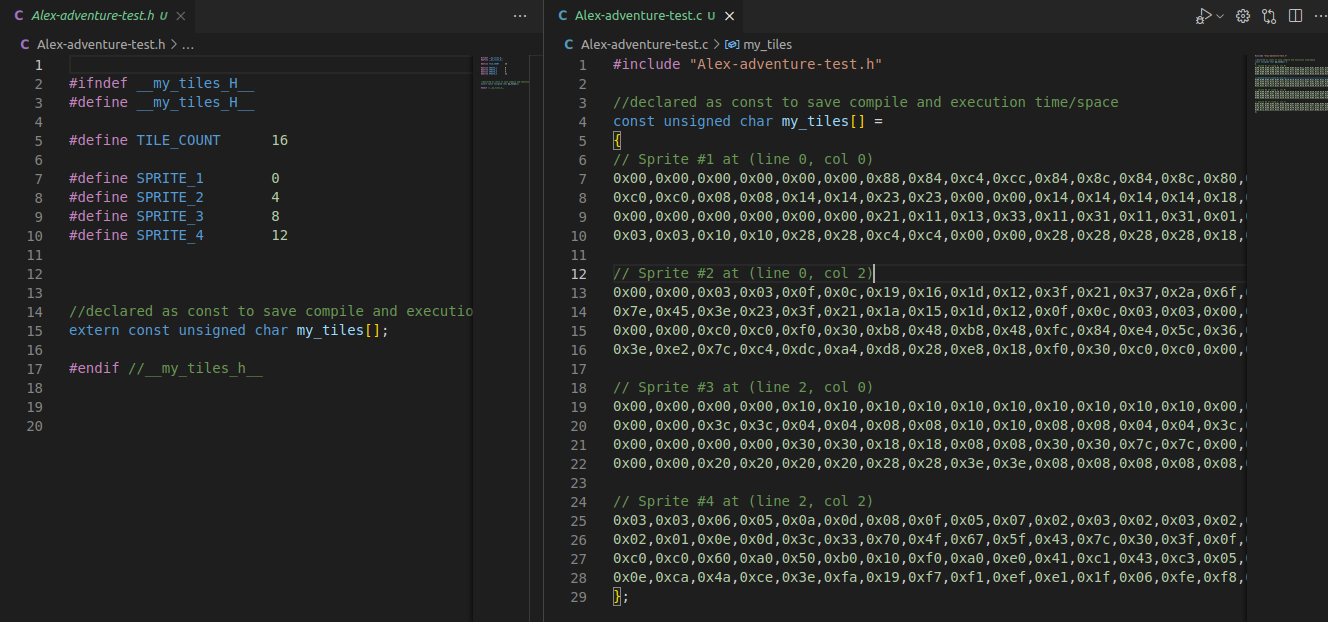 Alex-adventure-test.h U
Alex-adventure-test.h > ...
1
2 #ifndef __my_tiles_H__
3 #define __my_tiles_H__
4
5 #define TILE_COUNT 16
6
7 #define SPRITE_1 0
8 #define SPRITE_2 4
9 #define SPRITE_3 8
10 #define SPRITE_4 12
11
12
13
14 //declared as const to save compile and executio
15 extern const unsigned char my_tiles[];
16
17 #endif //__my_tiles_h__
18
19
20
Alex-adventure-test.c U
Alex-adventure-test.c > my_tiles
1 #include "Alex-adventure-test.h"
2
3 //declared as const to save compile and execution time/space
4 const unsigned char my_tiles[] =
5 {
6 // Sprite #1 at (line 0, col 0)
7 0x00,0x00,0x00,0x00,0x00,0x00,0x88,0x84,0xc4,0xcc,0x84,0x8c,0x84,0x8c,0x80,
8 0xc0,0xc0,0x08,0x08,0x14,0x14,0x23,0x23,0x00,0x00,0x14,0x14,0x14,0x14,0x18,
9 0x00,0x00,0x00,0x00,0x00,0x00,0x21,0x11,0x13,0x33,0x11,0x31,0x11,0x31,0x01,
10 0x03,0x03,0x10,0x10,0x28,0x28,0xc4,0xc4,0x00,0x00,0x28,0x28,0x28,0x28,0x18,
11
12 // Sprite #2 at (line 0, col 2)
13 0x00,0x00,0x03,0x03,0x0f,0x0c,0x19,0x16,0x1d,0x12,0x3f,0x21,0x37,0x2a,0x6f,
14 0x7e,0x45,0x3e,0x23,0x3f,0x21,0x1a,0x15,0x1d,0x12,0x0f,0x0c,0x03,0x03,0x00,
15 0x00,0x00,0xc0,0xc0,0xf0,0x30,0xb8,0x48,0xb8,0x48,0xfc,0x84,0xe4,0x5c,0x36,
16 0x3e,0xe2,0x7c,0xc4,0xdc,0xa4,0xd8,0x28,0xe8,0x18,0xf0,0x30,0xc0,0xc0,0x00,
17
18 // Sprite #3 at (line 2, col 0)
19 0x00,0x00,0x00,0x00,0x10,0x10,0x10,0x10,0x10,0x10,0x10,0x10,0x10,0x10,0x00,
20 0x00,0x00,0x3c,0x3c,0x04,0x04,0x08,0x08,0x10,0x10,0x08,0x08,0x04,0x04,0x3c,
21 0x00,0x00,0x00,0x00,0x30,0x30,0x18,0x18,0x08,0x08,0x30,0x30,0x7c,0x7c,0x00,
22 0x00,0x00,0x20,0x20,0x20,0x20,0x28,0x28,0x3e,0x3e,0x08,0x08,0x08,0x08,0x08,
23
24 // Sprite #4 at (line 2, col 2)
25 0x03,0x03,0x06,0x05,0x0a,0x0d,0x08,0x0f,0x05,0x07,0x02,0x03,0x02,0x03,0x02,
26 0x02,0x01,0x0e,0x0d,0x3c,0x33,0x70,0x4f,0x67,0x5f,0x43,0x7c,0x30,0x3f,0x0f,
27 0xc0,0xc0,0x60,0xa0,0x50,0xb0,0x10,0xf0,0xa0,0xe0,0x41,0xc1,0x43,0xc3,0x05,
28 0x0e,0xca,0x4a,0xce,0x3e,0xfa,0x19,0xf7,0xf1,0xef,0xe1,0x1f,0x06,0xfe,0xf8,
29 };